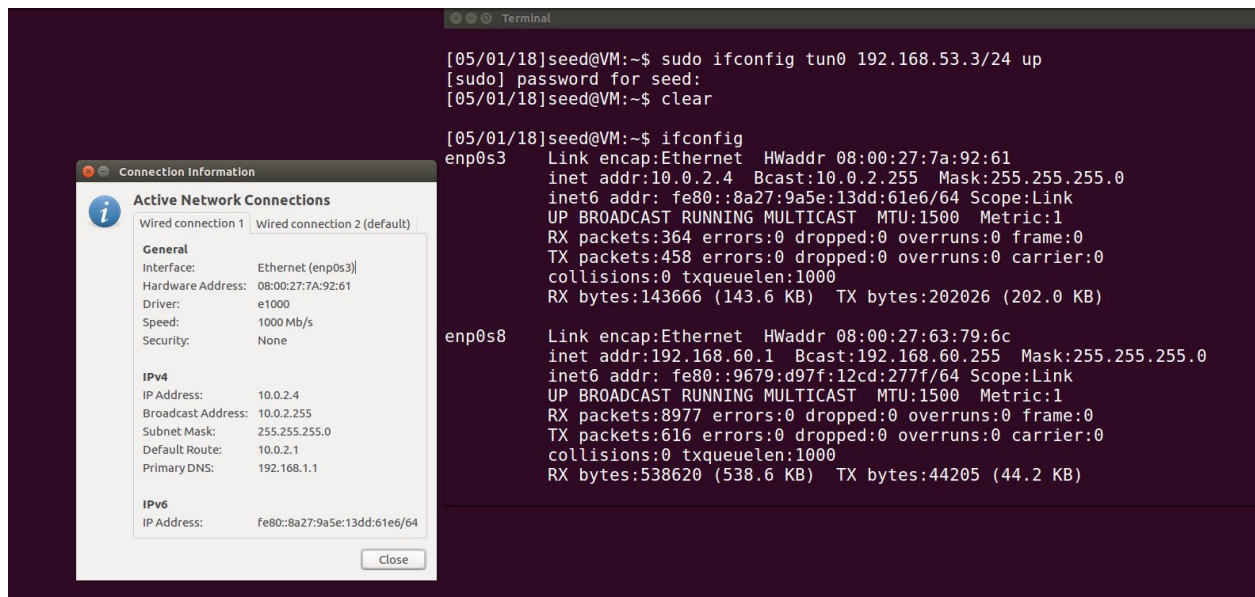 Terminal
[05/01/18]seed@VM:~$ sudo ifconfig tun0 192.168.53.3/24 up
[sudo] password for seed:
[05/01/18]seed@VM:~$ clear
[05/01/18]seed@VM:~$ ifconfig
enp0s3 Link encap:Ethernet HWaddr 08:00:27:7a:92:61
inet addr:10.0.2.4 Bcast:10.0.2.255 Mask:255.255.255.0
inet6 addr: fe80::8a27:9a5e:13dd:61e6/64 Scope:Link
UP BROADCAST RUNNING MULTICAST MTU:1500 Metric:1
RX packets:364 errors:0 dropped:0 overruns:0 frame:0
TX packets:458 errors:0 dropped:0 overruns:0 carrier:0
collisions:0 txqueuelen:1000
RX bytes:143666 (143.6 KB) TX bytes:202026 (202.0 KB)
enp0s8 Link encap:Ethernet HWaddr 08:00:27:63:79:6c
inet addr:192.168.60.1 Bcast:192.168.60.255 Mask:255.255.255.0
inet6 addr: fe80::9679:d97f:12cd:277f/64 Scope:Link
UP BROADCAST RUNNING MULTICAST MTU:1500 Metric:1
RX packets:8977 errors:0 dropped:0 overruns:0 frame:0
TX packets:616 errors:0 dropped:0 overruns:0 carrier:0
collisions:0 txqueuelen:1000
RX bytes:538620 (538.6 KB) TX bytes:44205 (44.2 KB)
Connection Information
Active Network Connections
Wired connection 1 Wired connection 2 (default)
General
Interface: Ethernet (enp0s3)
Hardware Address: 08:00:27:7A:92:61
Driver: e1000
Speed: 1000 Mb/s
Security: None
IPv4
IP Address: 10.0.2.4
Broadcast Address: 10.0.2.255
Subnet Mask: 255.255.255.0
Default Route: 10.0.2.1
Primary DNS: 192.168.1.1
IPv6
IP Address: fe80::8a27:9a5e:13dd:61e6/64
Close